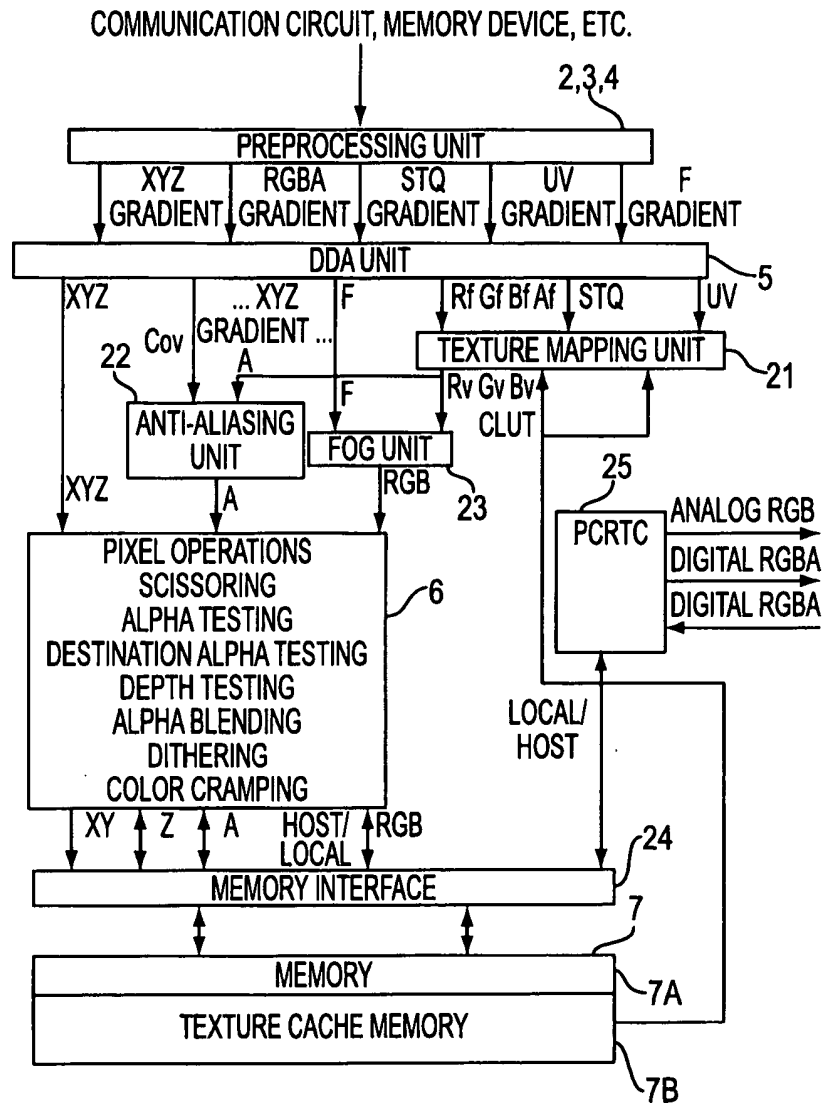 COMMUNICATION CIRCUIT, MEMORY DEVICE, ETC.
2,3,4
PREPROCESSING UNIT
XYZ GRADIENT
RGBA GRADIENT
STQ GRADIENT
UV GRADIENT
F GRADIENT
DDA UNIT
5
XYZ
... XYZ
GRADIENT ...
F
Rf Gf Bf Af
STQ
UV
Cov
22
A
TEXTURE MAPPING UNIT
21
Rv Gv Bv
CLUT
ANTI-ALIASING
UNIT
F
FOG UNIT
23
XYZ
A
RGB
25
PCRTC
ANALOG RGB
DIGITAL RGBA
DIGITAL RGBA
PIXEL OPERATIONS
SCISSORING
ALPHA TESTING
DESTINATION ALPHA TESTING
DEPTH TESTING
ALPHA BLENDING
DITHERING
COLOR CRAMPING
6
LOCAL/
HOST
XY
Z
A
HOST/
LOCAL
RGB
24
MEMORY INTERFACE
7
MEMORY
7A
TEXTURE CACHE MEMORY
7B